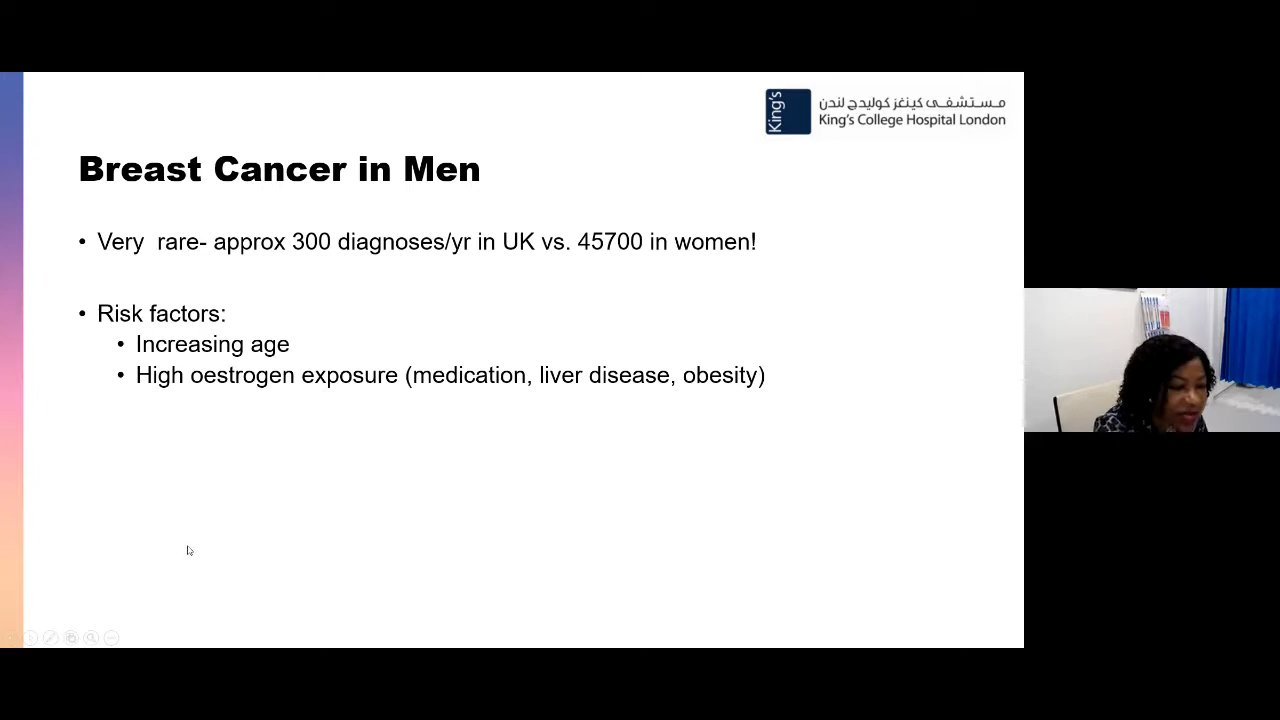 King's
مستشفى كينغز كوليدج لندن
King's College Hospital London
Breast Cancer in Men
• Very  rare- approx 300 diagnoses/yr in UK vs. 45700 in women!
• Risk factors:
• Increasing age
• High oestrogen exposure (medication, liver disease, obesity)